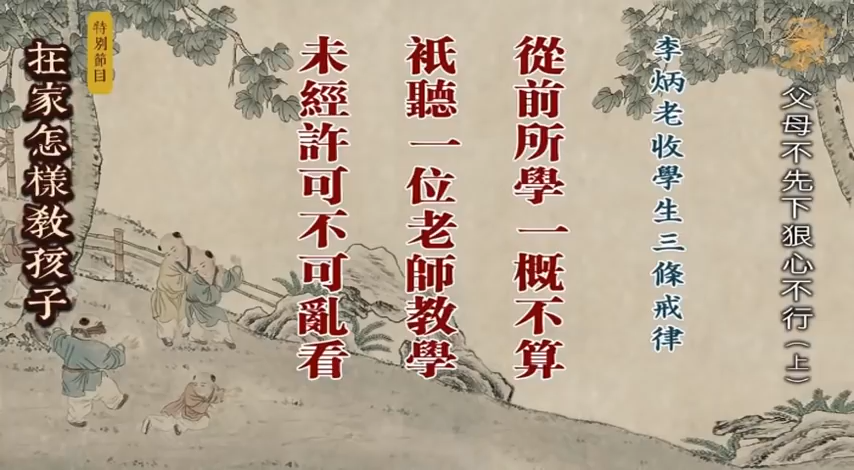 父母不先下狠心不行（上）
李炳老收學生三條戒律
從前所學一概不算
祇聽一位老師教學
未經許可不可亂看
特別節目
在家怎樣教孩子